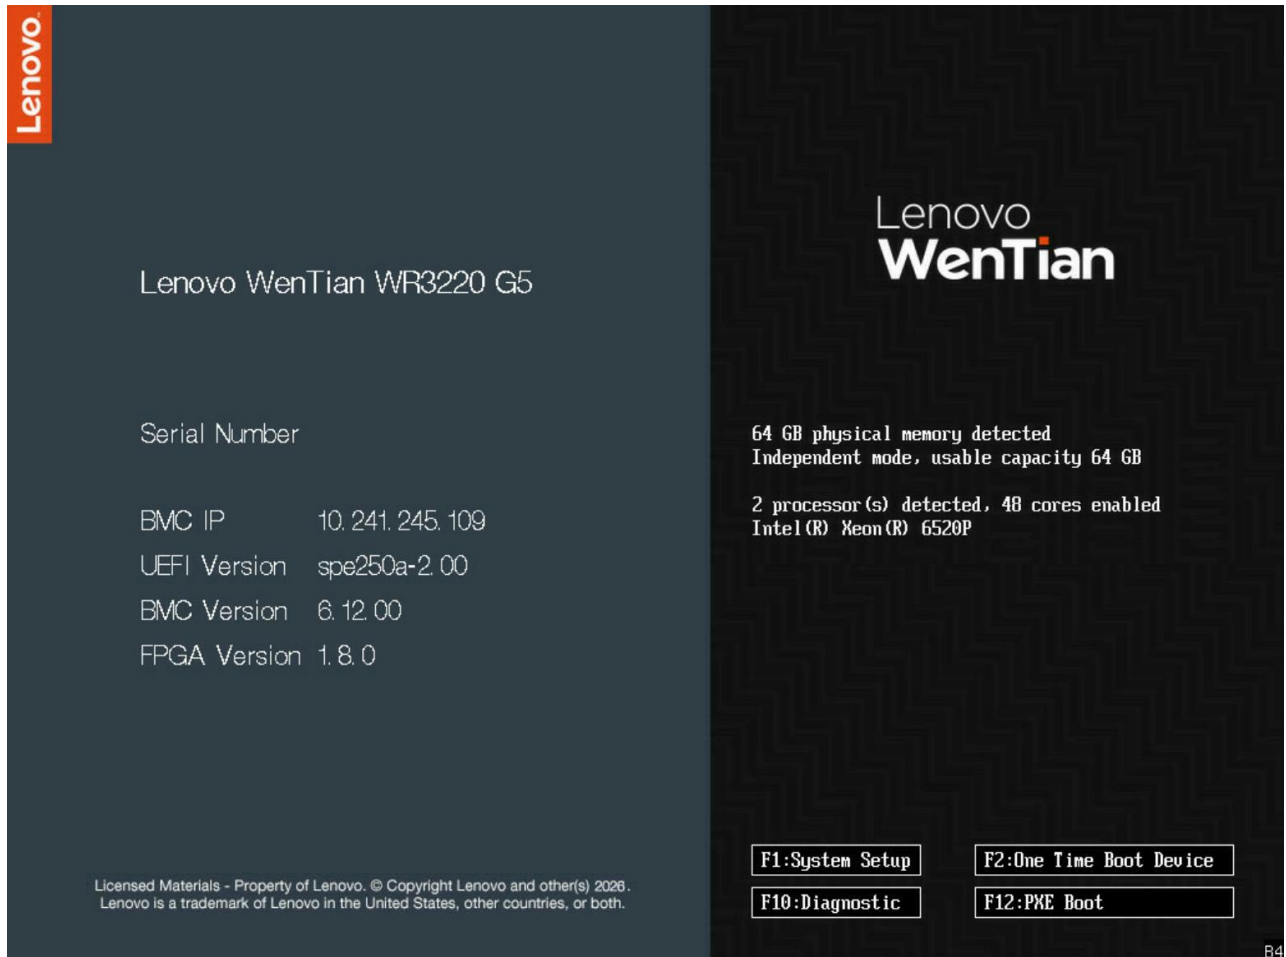 Lenovo.
Lenovo WenTian WR3220 G5
Serial Number
BMC IP 10.241.245.109
UEFI Version spe250a-2.00
BMC Version 6.12.00
FPGA Version 1.8.0
Licensed Materials - Property of Lenovo. © Copyright Lenovo and other(s) 2026.
Lenovo is a trademark of Lenovo in the United States, other countries, or both.
Lenovo
WenTian
64 GB physical memory detected
Independent mode, usable capacity 64 GB
2 processor(s) detected, 48 cores enabled
Intel(R) Xeon(R) 6520P
F1:System Setup
F2:One Time Boot Device
F10:Diagnostic
F12:PXE Boot
B4